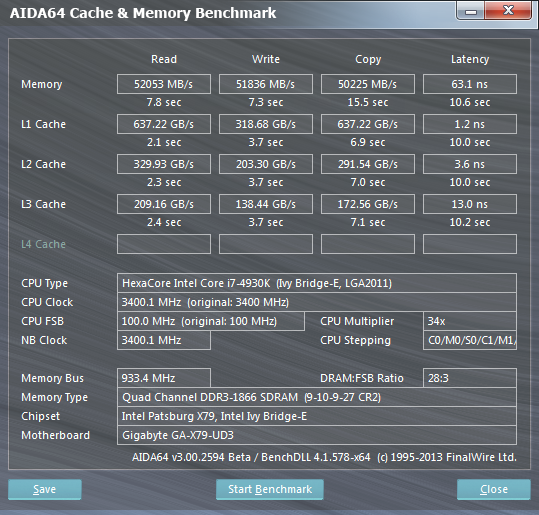 AIDA64 Cache & Memory Benchmark
Read Write Copy Latency
Memory 52053 MB/s 51836 MB/s 50225 MB/s 63.1 ns
7.8 sec 7.3 sec 15.5 sec 10.6 sec
L1 Cache 637.22 GB/s 318.68 GB/s 637.22 GB/s 1.2 ns
2.1 sec 3.7 sec 6.9 sec 10.0 sec
L2 Cache 329.93 GB/s 203.30 GB/s 291.54 GB/s 3.6 ns
2.3 sec 3.7 sec 7.0 sec 10.0 sec
L3 Cache 209.16 GB/s 138.44 GB/s 172.56 GB/s 13.0 ns
2.4 sec 3.7 sec 7.1 sec 10.2 sec
L4 Cache
CPU Type HexaCore Intel Core i7-4930K (Ivy Bridge-E, LGA2011)
CPU Clock 3400.1 MHz (original: 3400 MHz)
CPU FSB 100.0 MHz (original: 100 MHz) CPU Multiplier 34x
NB Clock 3400.1 MHz CPU Stepping C0/M0/S0/C1/M1/
Memory Bus 933.4 MHz DRAM:FSB Ratio 28:3
Memory Type Quad Channel DDR3-1866 SDRAM (9-10-9-27 CR2)
Chipset Intel Patsburg X79, Intel Ivy Bridge-E
Motherboard Gigabyte GA-X79-UD3
AIDA64 v3.00.2594 Beta / BenchDLL 4.1.578-x64 (c) 1995-2013 FinalWire Ltd.
Save Start Benchmark Close